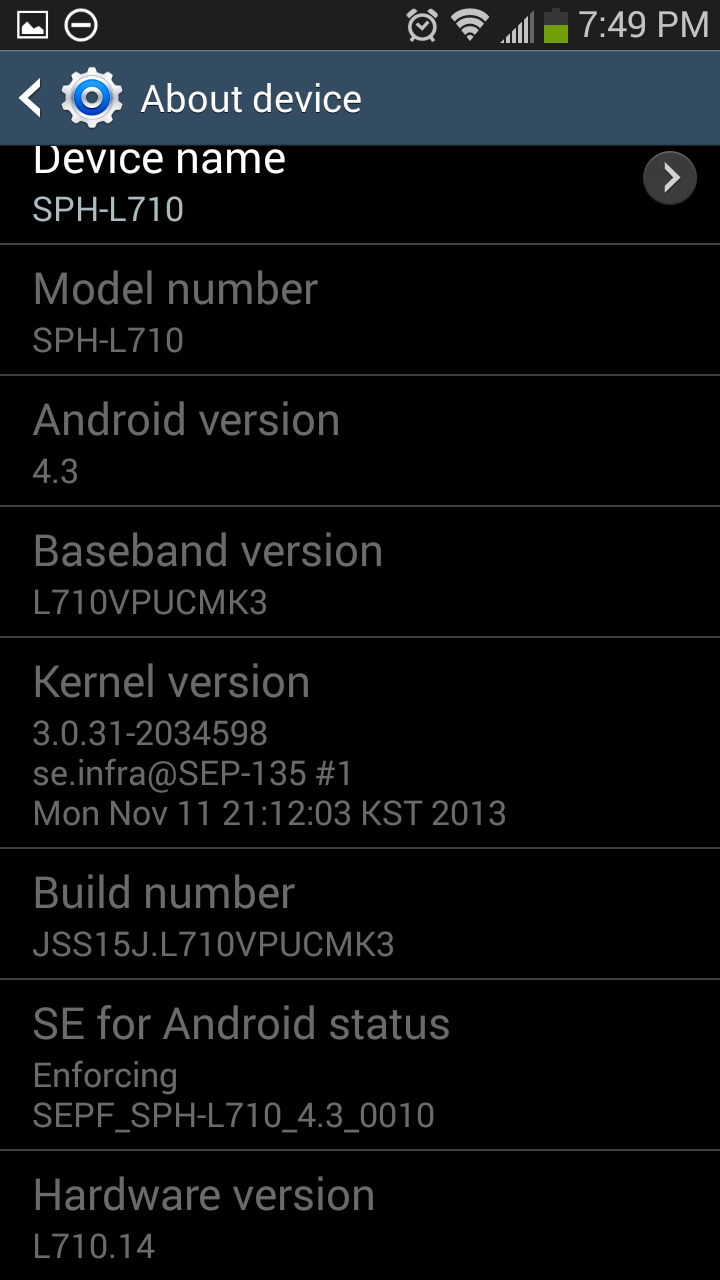 7:49 PM
About device
Device name
SPH-L710
Model number
SPH-L710
Android version
4.3
Baseband version
L710VPUCMK3
Kernel version
3.0.31-2034598
se.infra@SEP-135 #1
Mon Nov 11 21:12:03 KST 2013
Build number
JSS15J.L710VPUCMK3
SE for Android status
Enforcing
SEPF_SPH-L710_4.3_0010
Hardware version
L710.14